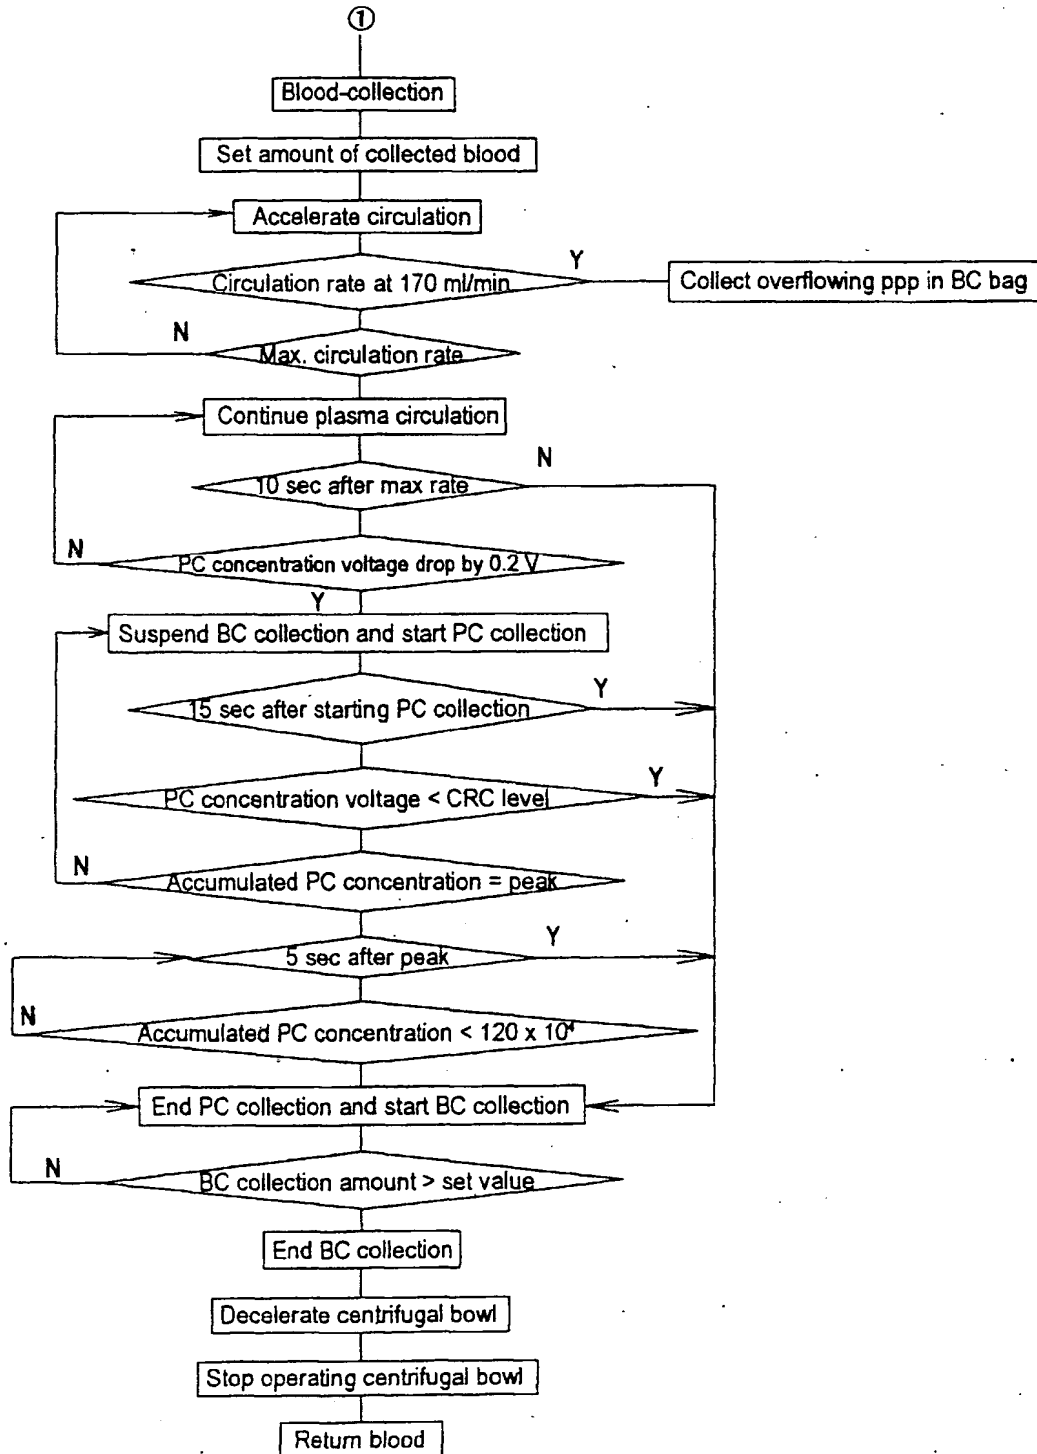 ①
Blood-collection
Set amount of collected blood
Accelerate circulation
Y
Circulation rate at 170 ml/min
Collect overflowing ppp in BC bag
N
Max. circulation rate
Continue plasma circulation
N
10 sec after max rate
N
PC concentration voltage drop by 0.2 V
Y
Suspend BC collection and start PC collection
Y
15 sec after starting PC collection
Y
PC concentration voltage < CRC level
N
Accumulated PC concentration = peak
Y
5 sec after peak
N
Accumulated PC concentration < 120 x 10⁴
End PC collection and start BC collection
N
BC collection amount > set value
End BC collection
Decelerate centrifugal bowl
Stop operating centrifugal bowl
Return blood